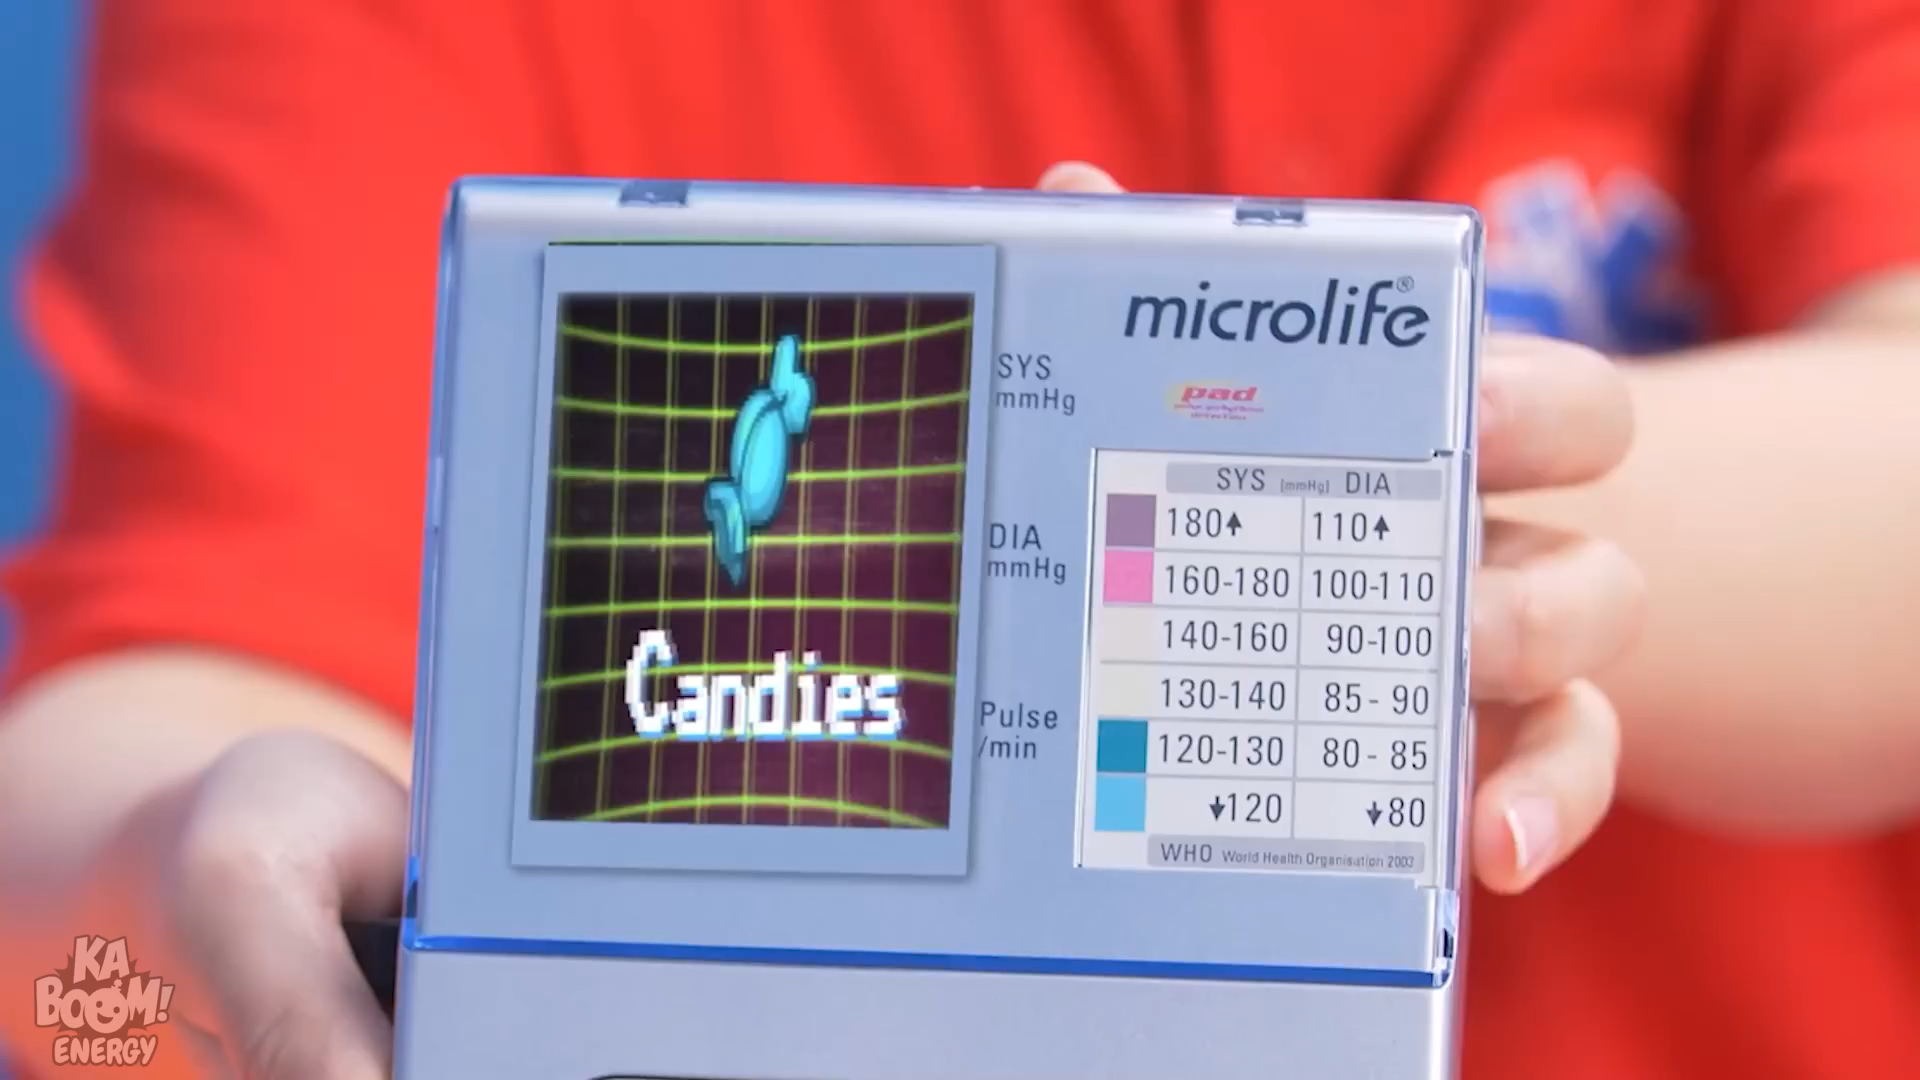 microlife®
SYS
mmHg
pad
SYS [mmHg] DIA
180↑ 110↑
DIA
mmHg
160-180 100-110
140-160 90-100
Candies
130-140 85-90
Pulse
/min
120-130 80-85
↓120 ↓80
WHO World Health Organisation 2003
KA
BOOM!
ENERGY